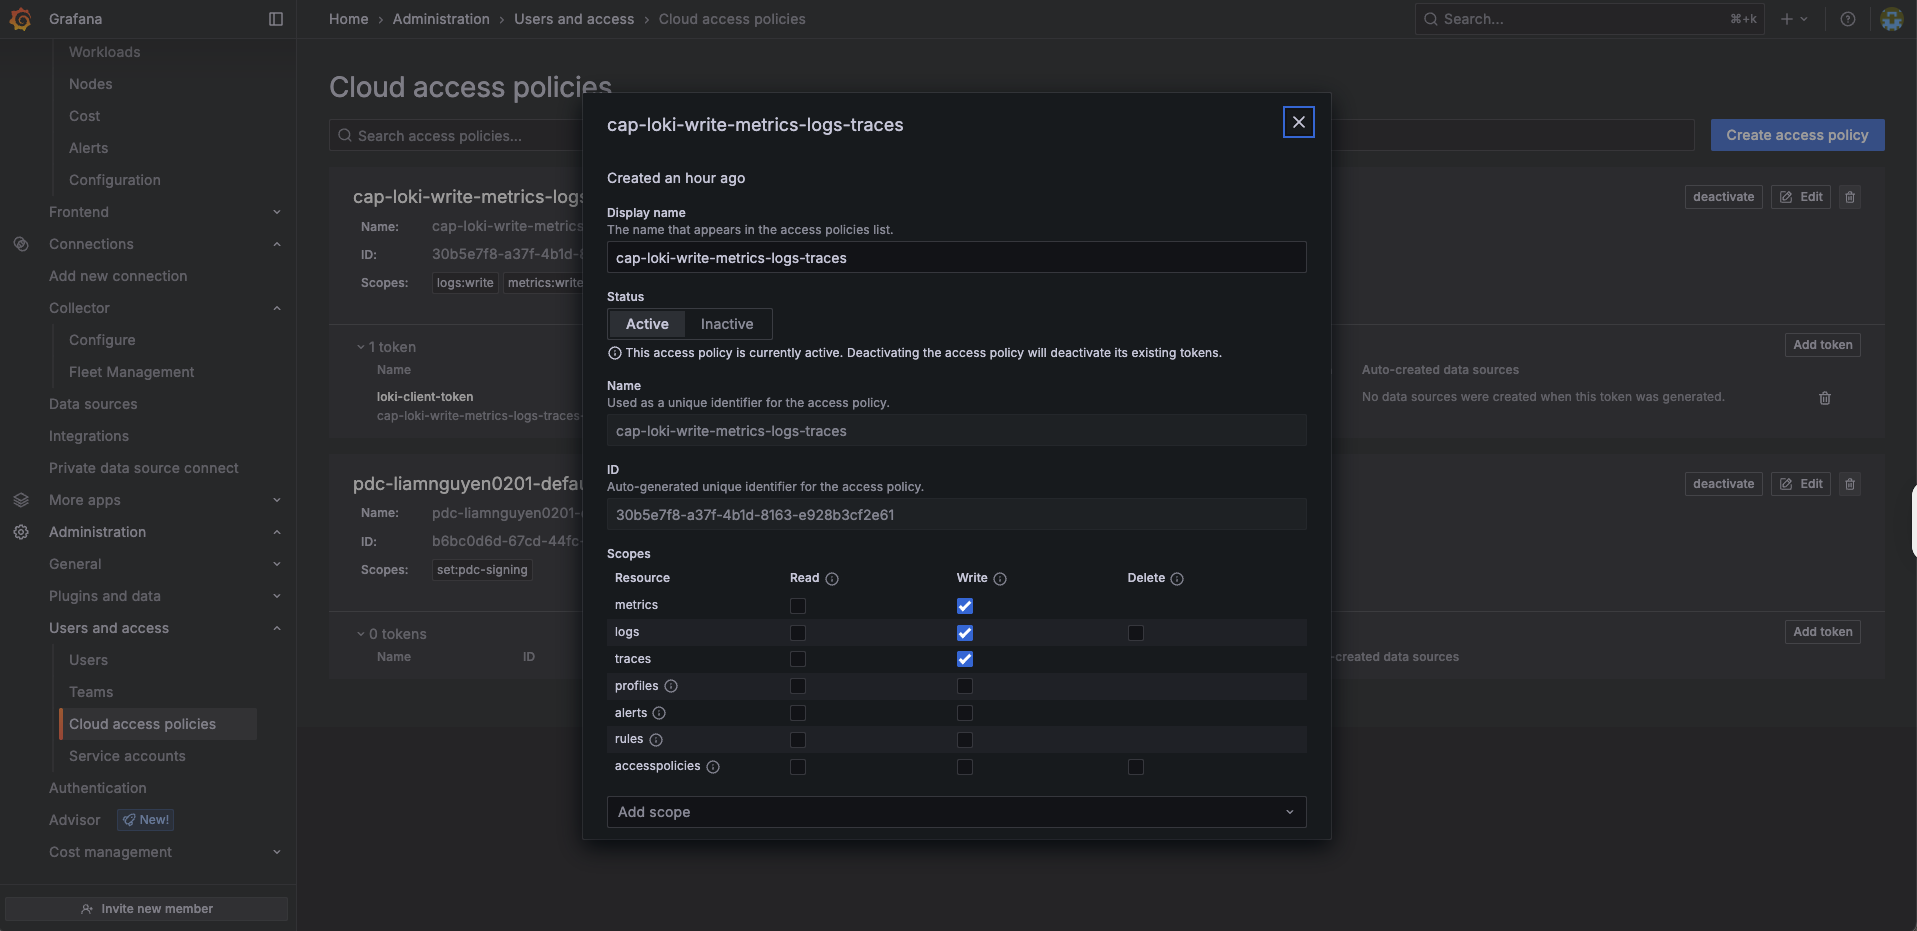 Grafana
Home › Administration › Users and access › Cloud access policies
Search...
⌘+k
Workloads
Nodes
Cost
Alerts
Configuration
Frontend
Connections
Add new connection
Collector
Configure
Fleet Management
Data sources
Integrations
Private data source connect
More apps
Administration
General
Plugins and data
Users and access
Users
Teams
Cloud access policies
Service accounts
Authentication
Advisor New!
Cost management
Invite new member
Cloud access policies
Search access policies...
Create access policy
cap-loki-write-metrics-logs
deactivate Edit
Name: cap-loki-write-metrics
ID: 30b5e7f8-a37f-4b1d-8
Scopes: logs:write metrics:write
1 token
Add token
Name
Auto-created data sources
loki-client-token
cap-loki-write-metrics-logs-traces-
No data sources were created when this token was generated.
pdc-liamnguyen0201-defau
deactivate Edit
Name: pdc-liamnguyen0201-
ID: b6bc0d6d-67cd-44fc-
Scopes: set:pdc-signing
0 tokens
Add token
Name ID
-created data sources
cap-loki-write-metrics-logs-traces
Created an hour ago
Display name
The name that appears in the access policies list.
cap-loki-write-metrics-logs-traces
Status
Active Inactive
This access policy is currently active. Deactivating the access policy will deactivate its existing tokens.
Name
Used as a unique identifier for the access policy.
cap-loki-write-metrics-logs-traces
ID
Auto-generated unique identifier for the access policy.
30b5e7f8-a37f-4b1d-8163-e928b3cf2e61
Scopes
Resource Read Write Delete
metrics
logs
traces
profiles
alerts
rules
accesspolicies
Add scope